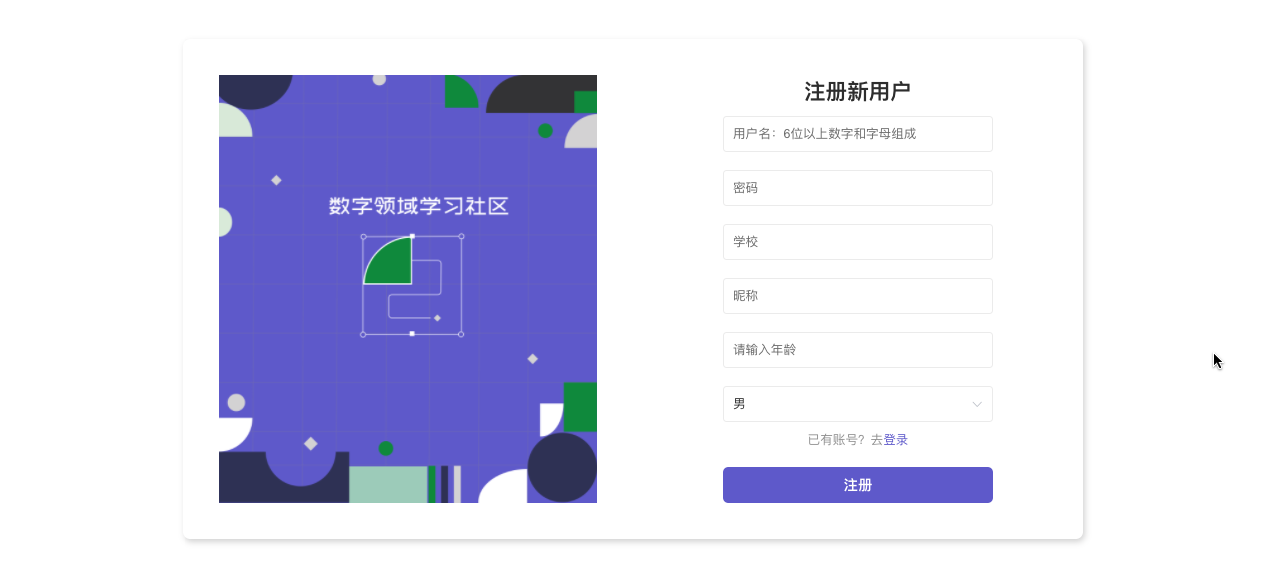 数字领域学习社区
注册新用户
用户名：6位以上数字和字母组成
密码
学校
昵称
请输入年龄
男
已有账号？去登录
注册